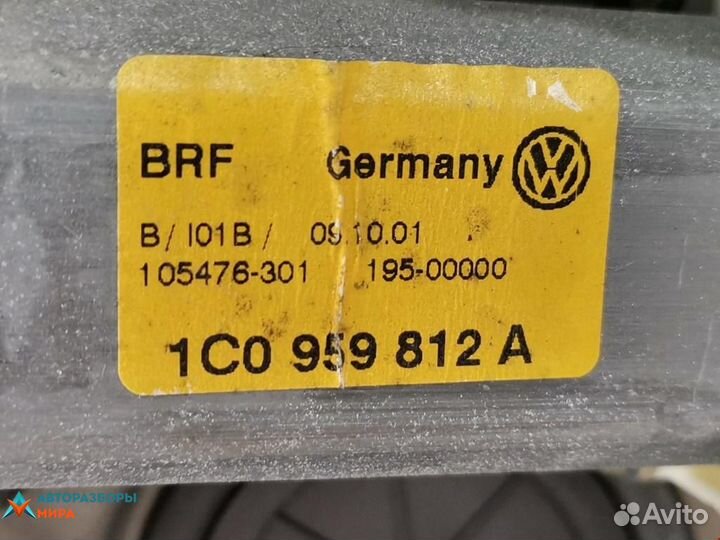 BRF Germany
B/ I01B/ 09.10.01
105476-301 195-00000
1C0 959 812 A
АВТОРАЗБОРЫ
МИРА
Avito